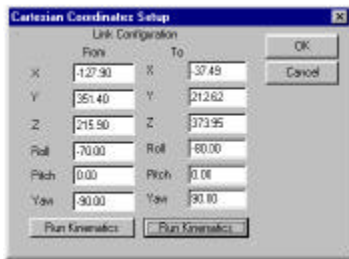 Cartesian Coordinates Setup
Link Configuration
From To
X -127.90 X -37.49
Y 351.40 Y 212.62
Z 215.90 Z 373.95
Roll -70.00 Roll -80.00
Pitch 0.00 Pitch 0.00
Yaw -90.00 Yaw 90.00
Run Kinematics Run Kinematics
OK
Cancel